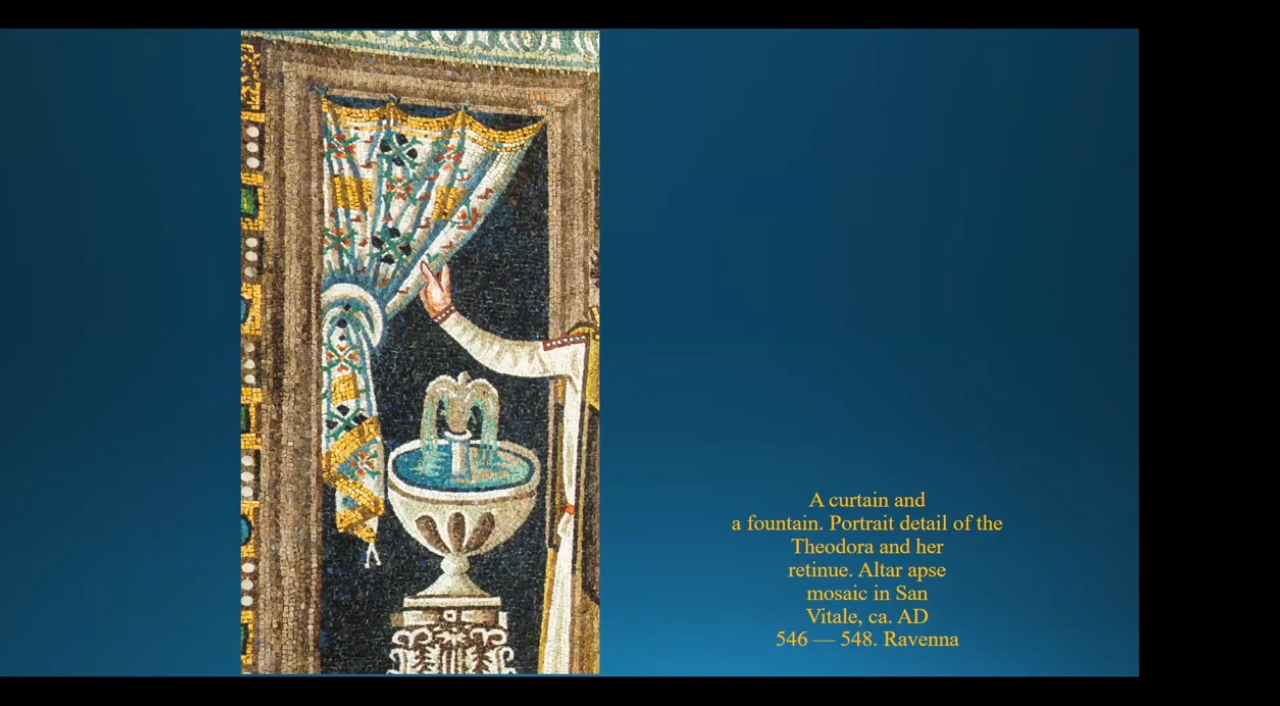 A curtain and
a fountain. Portrait detail of the
Theodora and her
retinue. Altar apse
mosaic in San
Vitale, ca. AD
546 — 548. Ravenna